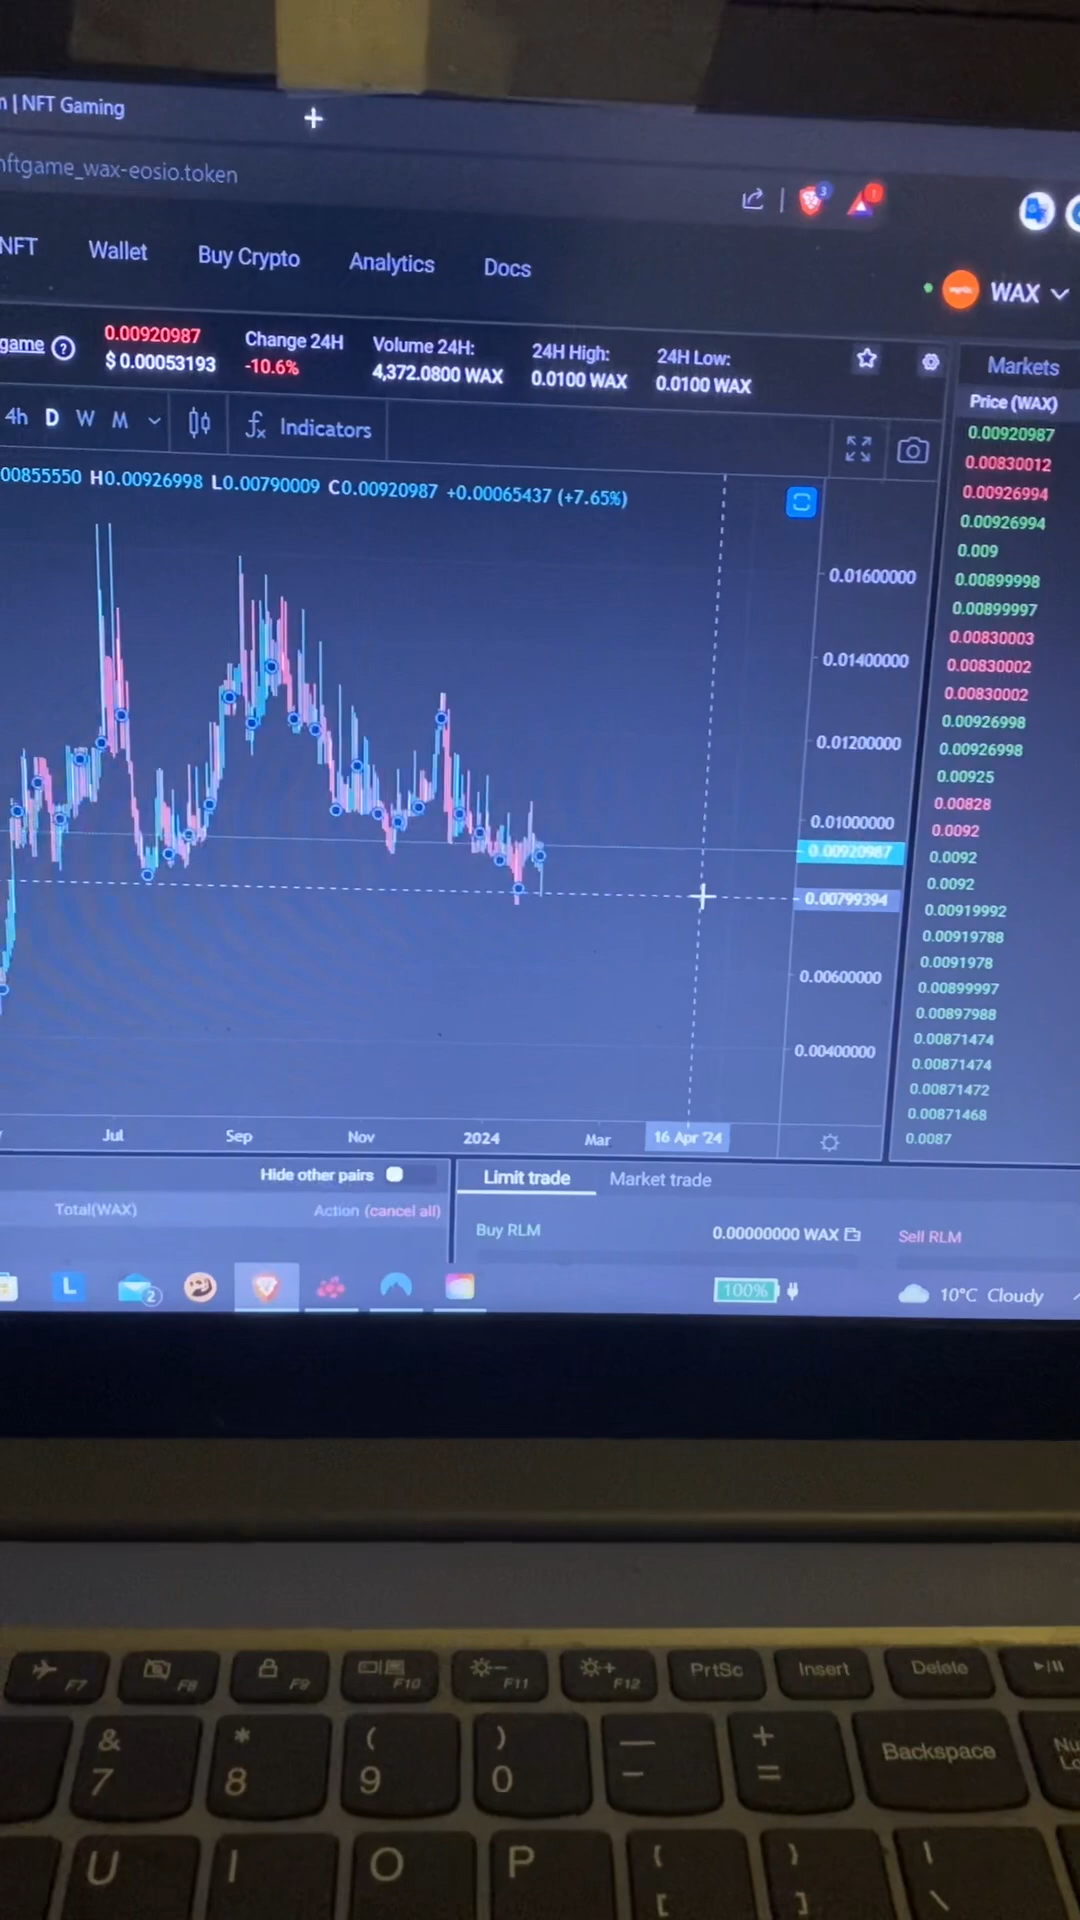 | NFT Gaming
+
nftgame_wax-eosio.token
3
NFT Wallet Buy Crypto Analytics Docs
WAX
game ?
0.00920987
$ 0.00053193
Change 24H
-10.6%
Volume 24H:
4,372.0800 WAX
24H High:
0.0100 WAX
24H Low:
0.0100 WAX
4h D W M
fx Indicators
00855550 H0.00926998 L0.00790009 C0.00920987 +0.00065437 (+7.65%)
0.01600000
0.01400000
0.01200000
0.01000000
0.00920987
0.00799394
0.00600000
0.00400000
Jul Sep Nov 2024 Mar 16 Apr '24
Markets
Price (WAX)
0.00920987
0.00830012
0.00926994
0.00926994
0.009
0.00899998
0.00899997
0.00830003
0.00830002
0.00830002
0.00926998
0.00926998
0.00925
0.00828
0.0092
0.0092
0.0092
0.00919992
0.00919788
0.0091978
0.00899997
0.00897988
0.00871474
0.00871474
0.00871472
0.00871468
0.0087
Hide other pairs
Total(WAX) Action (cancel all)
Limit trade Market trade
Buy RLM 0.00000000 WAX Sell RLM
L 2 100% 10°C Cloudy
F7 F8 F9 F10 F11 F12 PrtSc Insert Delete
& * ( ) — +
7 8 9 0 - = Backspace
U I O P
[ ] \